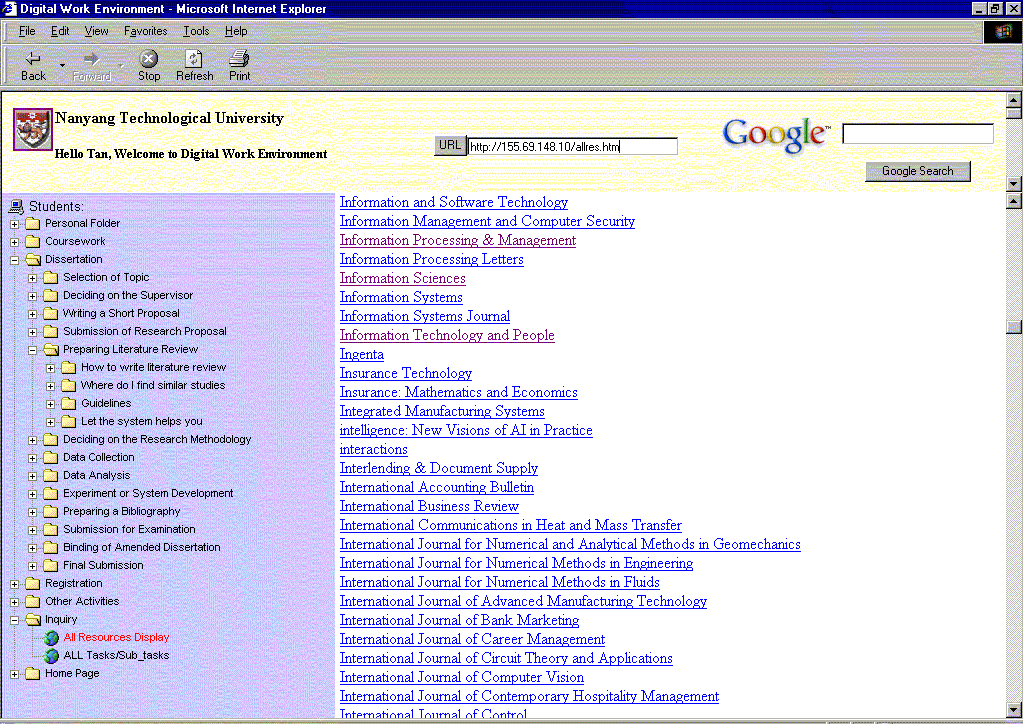 Digital Work Environment - Microsoft Internet Explorer
File Edit View Favorites Tools Help
Back Forward Stop Refresh Print
Nanyang Technological University
Hello Tan, Welcome to Digital Work Environment
URL http://155.69.148.10/allres.htm
Google™
Google Search
Students:
Personal Folder
Coursework
Dissertation
Selection of Topic
Deciding on the Supervisor
Writing a Short Proposal
Submission of Research Proposal
Preparing Literature Review
How to write literature review
Where do I find similar studies
Guidelines
Let the system helps you
Deciding on the Research Methodology
Data Collection
Data Analysis
Experiment or System Development
Preparing a Bibliography
Submission for Examination
Binding of Amended Dissertation
Final Submission
Registration
Other Activities
Inquiry
All Resources Display
ALL Tasks/Sub_tasks
Home Page
Information and Software Technology
Information Management and Computer Security
Information Processing & Management
Information Processing Letters
Information Sciences
Information Systems
Information Systems Journal
Information Technology and People
Ingenta
Insurance Technology
Insurance: Mathematics and Economics
Integrated Manufacturing Systems
intelligence: New Visions of AI in Practice
interactions
Interlending & Document Supply
International Accounting Bulletin
International Business Review
International Communications in Heat and Mass Transfer
International Journal for Numerical and Analytical Methods in Geomechanics
International Journal for Numerical Methods in Engineering
International Journal for Numerical Methods in Fluids
International Journal of Advanced Manufacturing Technology
International Journal of Bank Marketing
International Journal of Career Management
International Journal of Circuit Theory and Applications
International Journal of Computer Vision
International Journal of Contemporary Hospitality Management
International Journal of Control